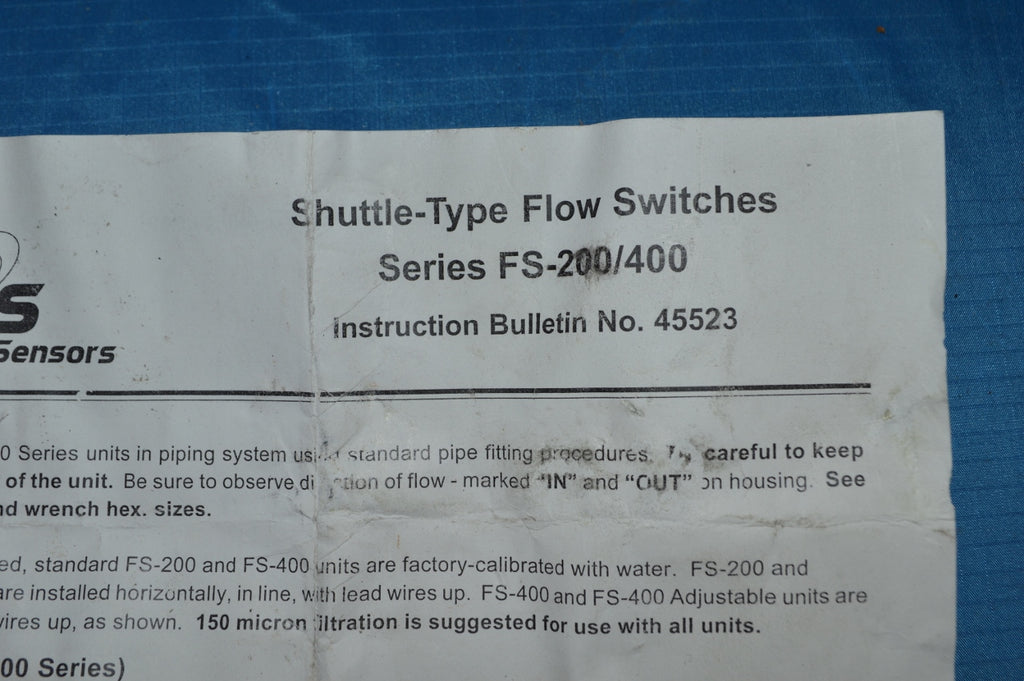 Shuttle-Type Flow Switches
Series FS-200/400
Instruction Bulletin No. 45523
S
Sensors
0 Series units in piping system standard pipe fitting procedures. careful to keep
of the unit. Be sure to observe of flow - marked "IN" and "OUT" on housing. See
nd wrench hex. sizes.
ed, standard FS-200 and FS-400 units are factory-calibrated with water. FS-200 and
are installed horizontally, in line, with lead wires up. FS-400 and FS-400 Adjustable units are
wires up, as shown. 150 micron filtration is suggested for use with all units.
00 Series)